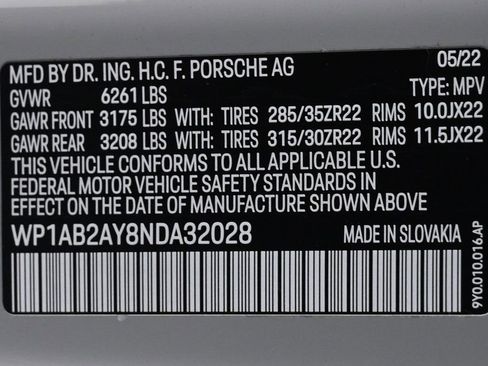 MFD BY DR. ING. H.C. F. PORSCHE AG 05/22
GVWR 6261 LBS TYPE: MPV
GAWR FRONT 3175 LBS WITH: TIRES 285/35ZR22 RIMS 10.0JX22
GAWR REAR 3208 LBS WITH: TIRES 315/30ZR22 RIMS 11.5JX22
THIS VEHICLE CONFORMS TO ALL APPLICABLE U.S.
FEDERAL MOTOR VEHICLE SAFETY STANDARDS IN
EFFECT ON THE DATE OF MANUFACTURE SHOWN ABOVE.
WP1AB2AY8NDA32028 MADE IN SLOVAKIA
9Y0.010.016.AP